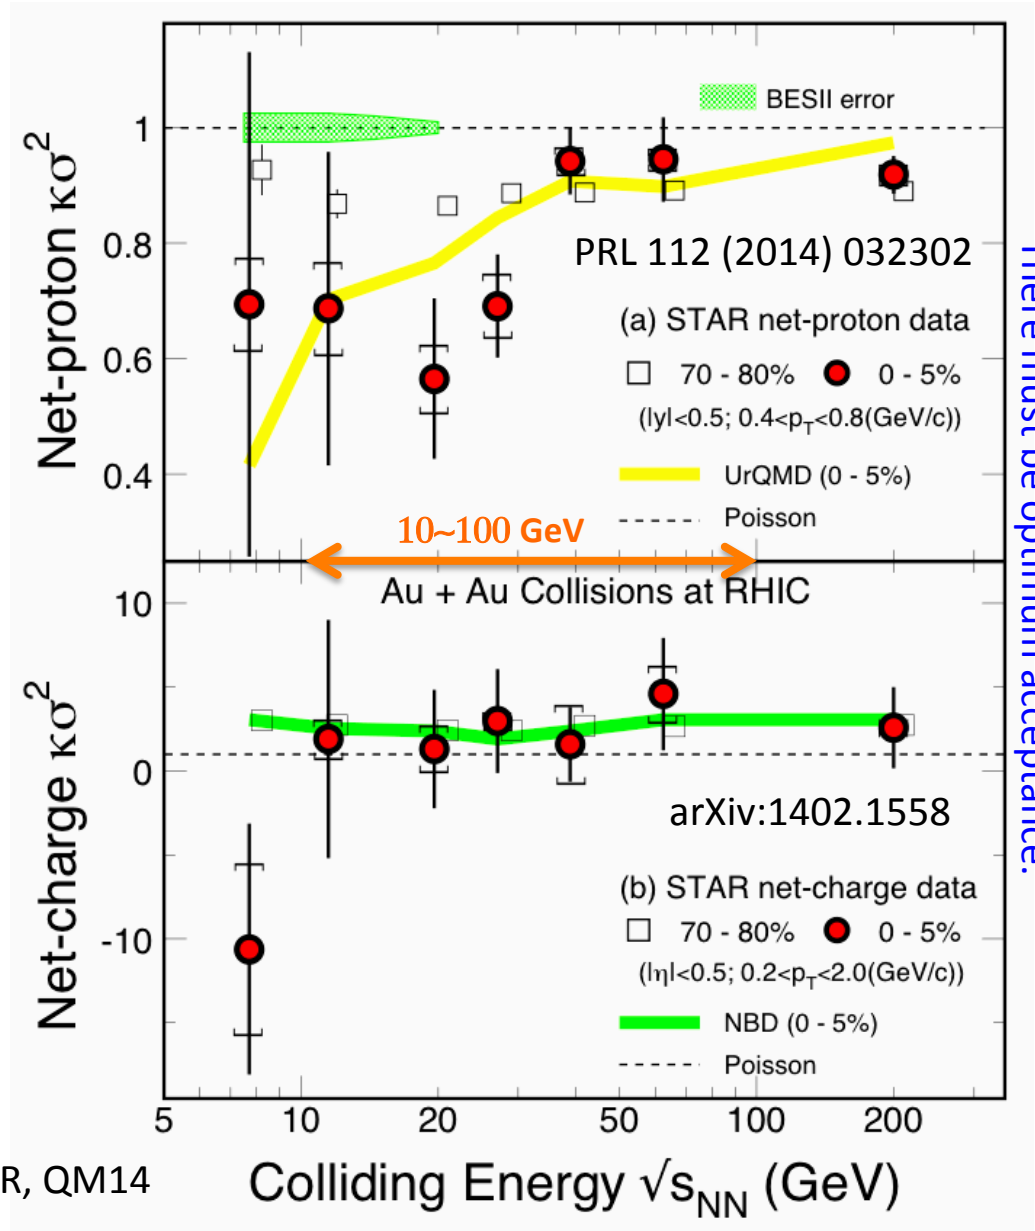 Net-proton κσ²
1
0.8
0.6
0.4
BESII error
PRL 112 (2014) 032302
(a) STAR net-proton data
70 - 80% 0 - 5%
(|y|<0.5; 0.4<p_T<0.8(GeV/c))
UrQMD (0 - 5%)
Poisson
10~100 GeV
Au + Au Collisions at RHIC
Net-charge κσ²
10
0
-10
arXiv:1402.1558
(b) STAR net-charge data
70 - 80% 0 - 5%
(|η|<0.5; 0.2<p_T<2.0(GeV/c))
NBD (0 - 5%)
Poisson
5 10 20 50 100 200
Colliding Energy √s_NN (GeV)
R, QM14
There must be optimum acceptance.